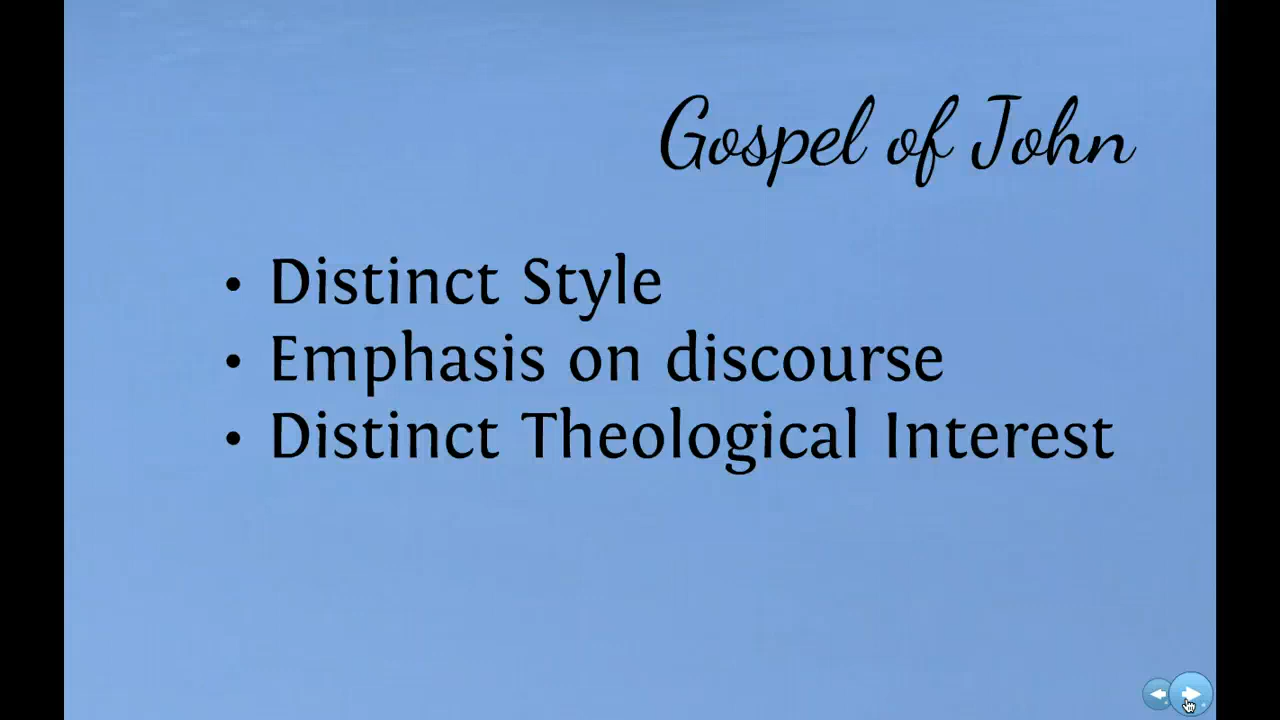 Gospel of John
• Distinct Style
• Emphasis on discourse
• Distinct Theological Interest